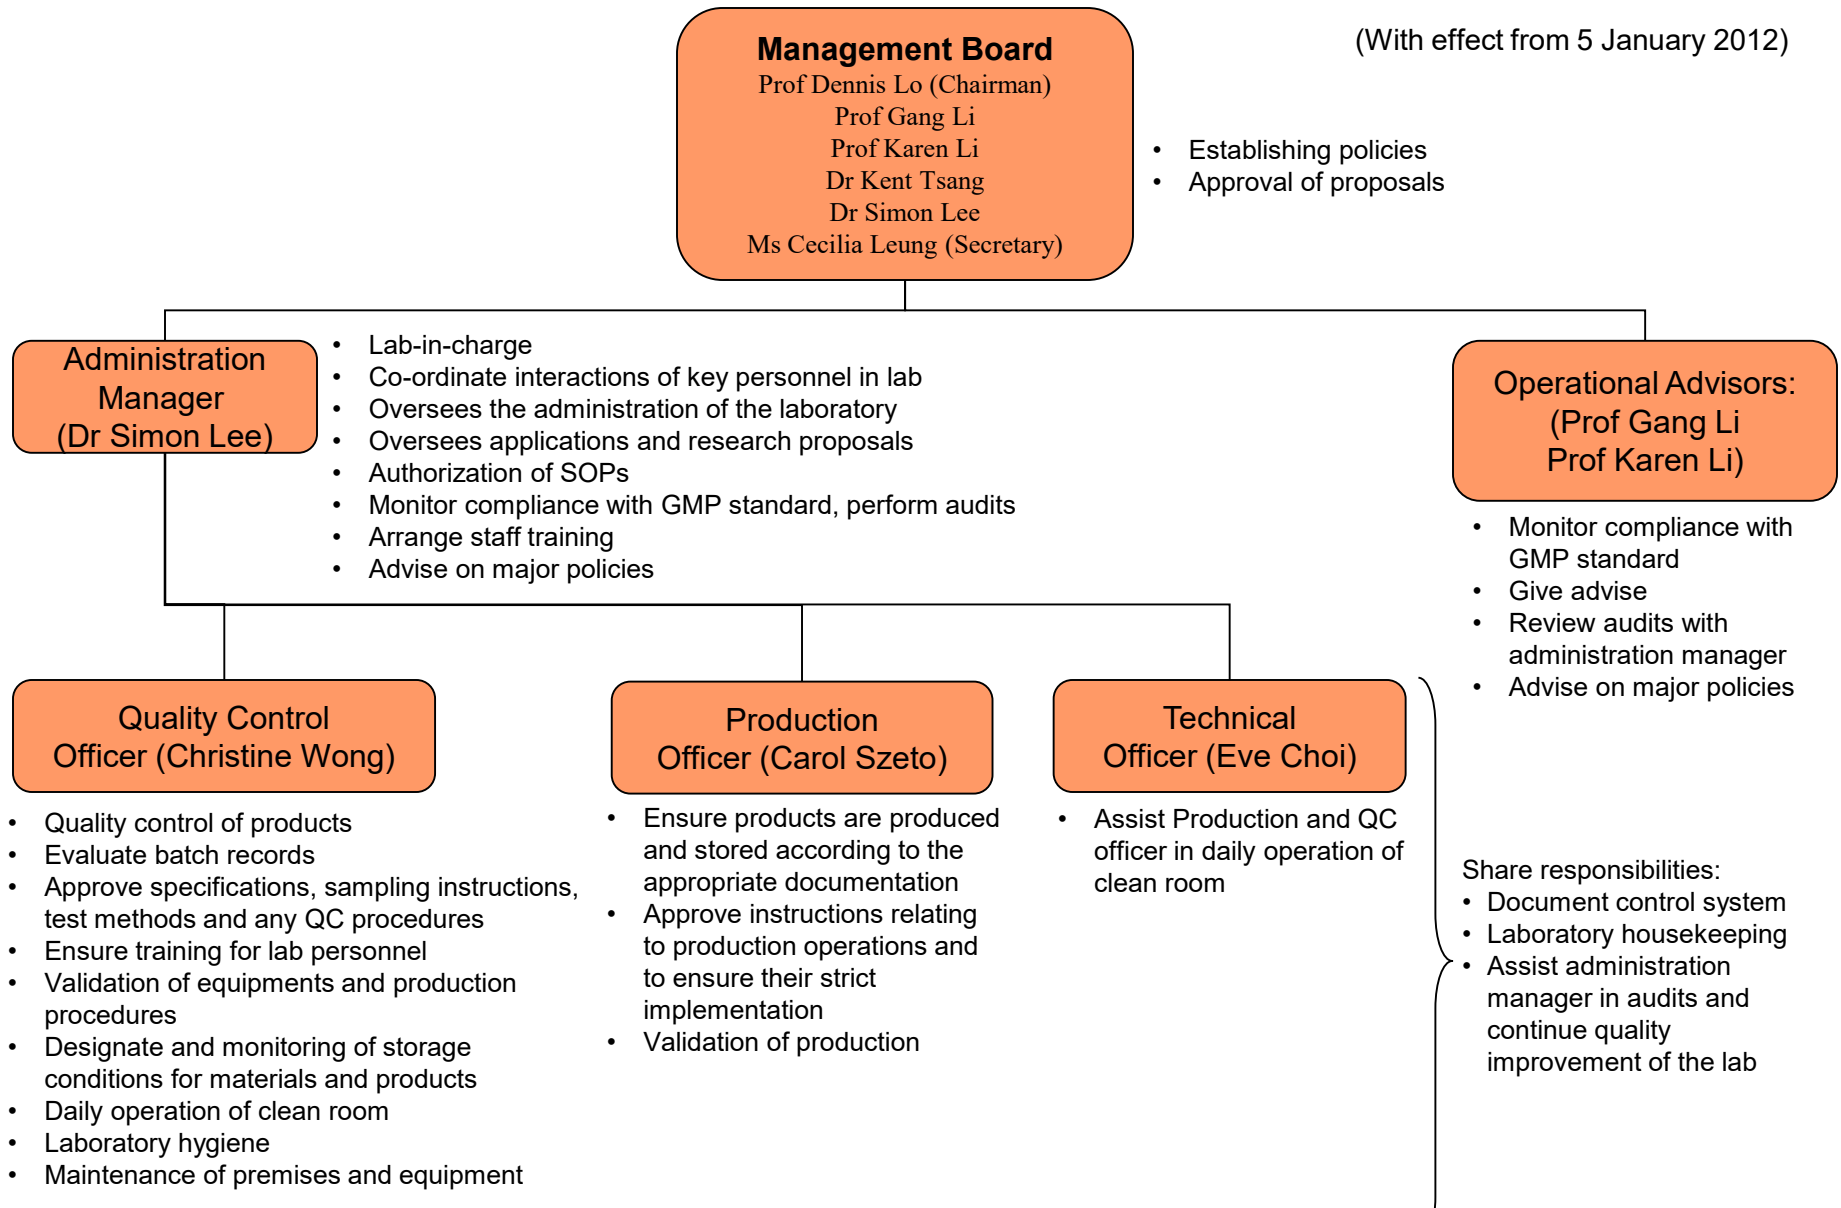 (With effect from 5 January 2012)
Management Board
Prof Dennis Lo (Chairman)
Prof Gang Li
Prof Karen Li
Dr Kent Tsang
Dr Simon Lee
Ms Cecilia Leung (Secretary)
• Establishing policies
• Approval of proposals
Administration
Manager
(Dr Simon Lee)
• Lab-in-charge
• Co-ordinate interactions of key personnel in lab
• Oversees the administration of the laboratory
• Oversees applications and research proposals
• Authorization of SOPs
• Monitor compliance with GMP standard, perform audits
• Arrange staff training
• Advise on major policies
Operational Advisors:
(Prof Gang Li
Prof Karen Li)
• Monitor compliance with
GMP standard
• Give advise
• Review audits with
administration manager
• Advise on major policies
Quality Control
Officer (Christine Wong)
• Quality control of products
• Evaluate batch records
• Approve specifications, sampling instructions,
test methods and any QC procedures
• Ensure training for lab personnel
• Validation of equipments and production
procedures
• Designate and monitoring of storage
conditions for materials and products
• Daily operation of clean room
• Laboratory hygiene
• Maintenance of premises and equipment
Production
Officer (Carol Szeto)
• Ensure products are produced
and stored according to the
appropriate documentation
• Approve instructions relating
to production operations and
to ensure their strict
implementation
• Validation of production
Technical
Officer (Eve Choi)
• Assist Production and QC
officer in daily operation of
clean room
Share responsibilities:
• Document control system
• Laboratory housekeeping
• Assist administration
manager in audits and
continue quality
improvement of the lab